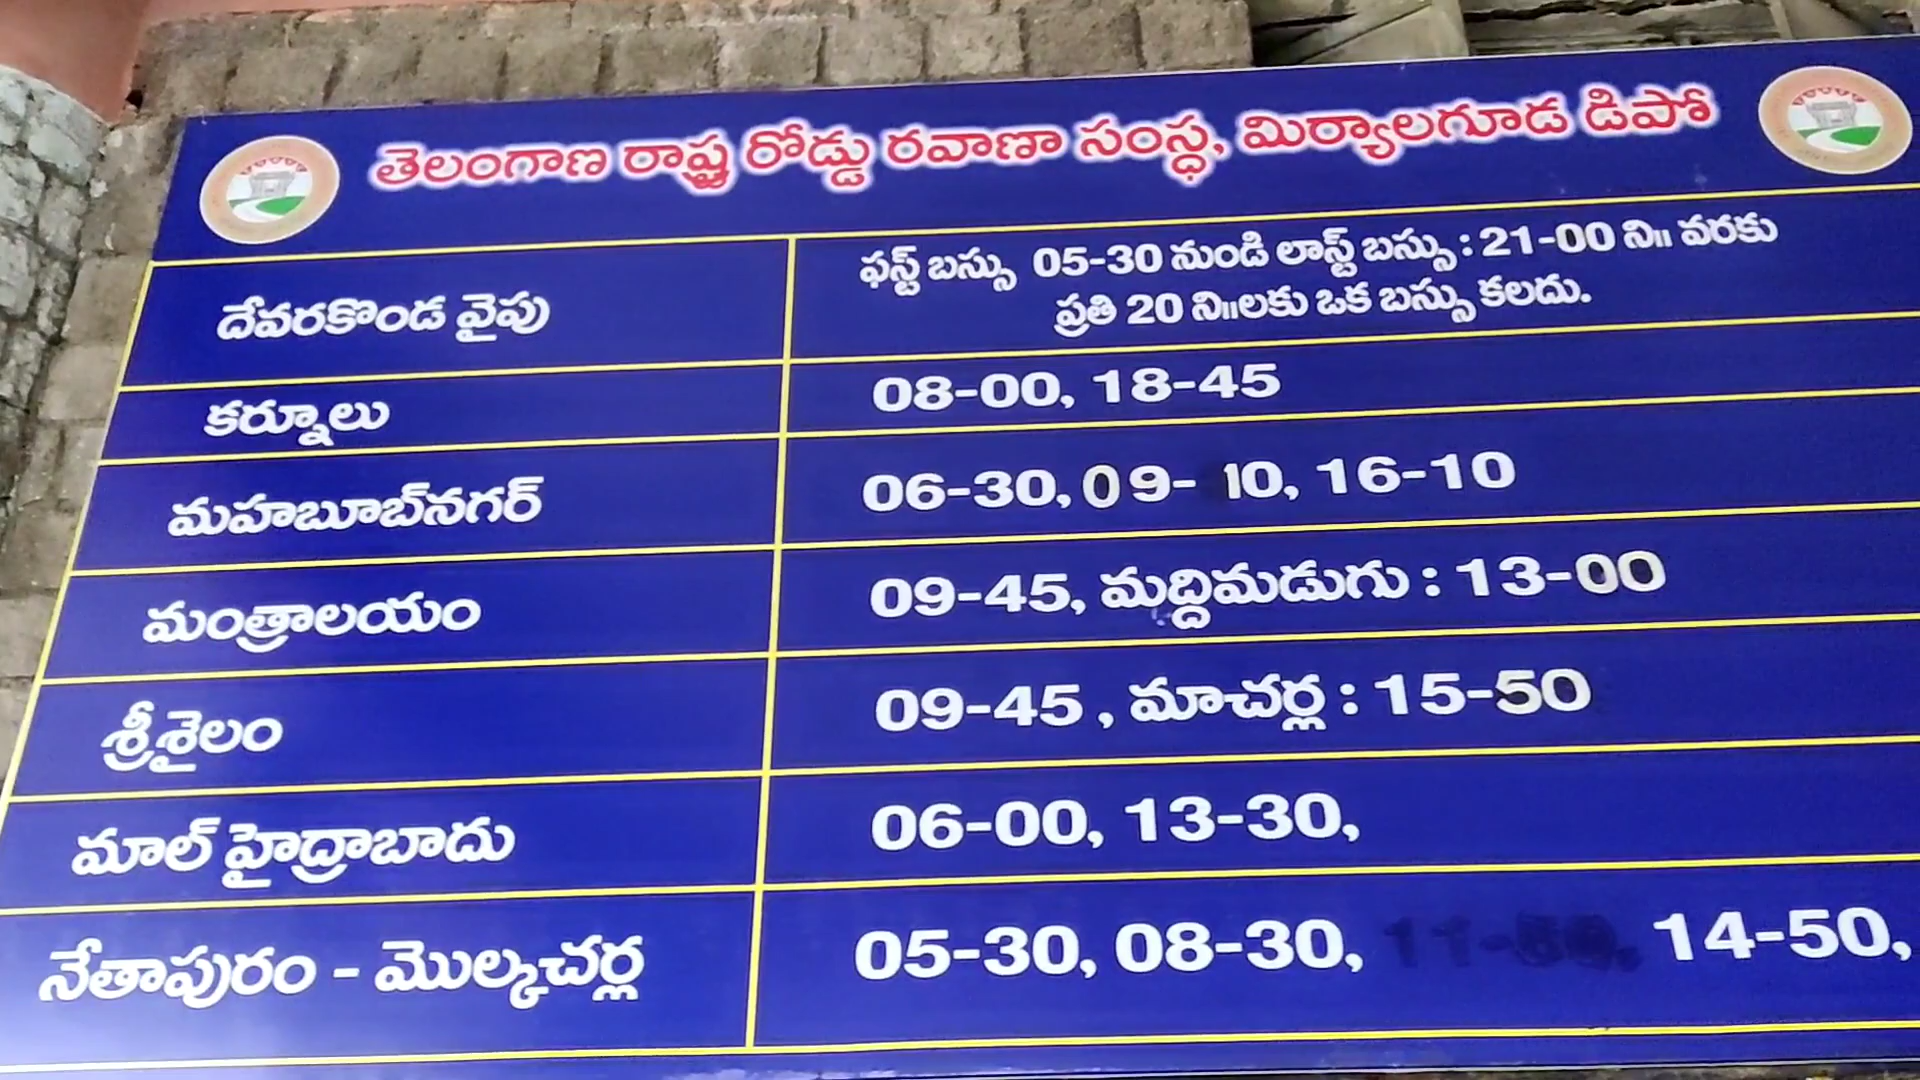 తెలంగాణ రాష్ట్ర రోడ్డు రవాణా సంస్థ, మిర్యాలగూడ డిపో
దేవరకొండ వైపు
ఫస్ట్ బస్సు 05-30 నుండి లాస్ట్ బస్సు : 21-00 ని॥ వరకు
ప్రతి 20 ని॥లకు ఒక బస్సు కలదు.
కర్నూలు 08-00, 18-45
మహబూబ్‌నగర్ 06-30, 09- 10, 16-10
మంత్రాలయం 09-45, మద్దిమడుగు : 13-00
శ్రీశైలం 09-45 , మాచర్ల : 15-50
మాల్ హైద్రాబాదు 06-00, 13-30,
నేతాపురం - మొల్కచర్ల 05-30, 08-30, 14-50,